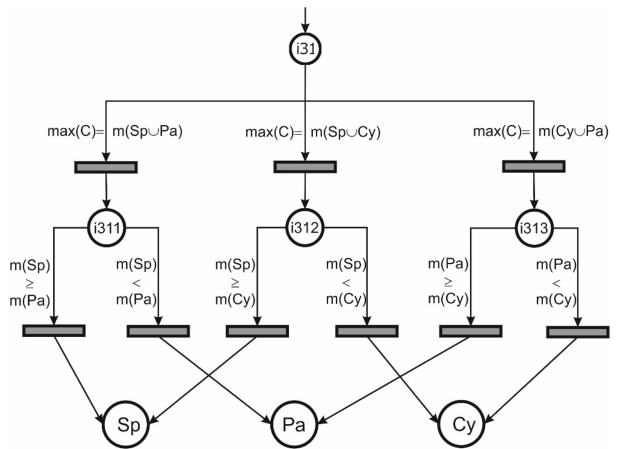 i31
max(C)= m(Sp∪Pa)
max(C)= m(Sp∪Cy)
max(C)= m(Cy∪Pa)
i311
i312
i313
m(Sp)
≥
m(Pa)
m(Sp)
<
m(Pa)
m(Sp)
≥
m(Cy)
m(Sp)
<
m(Cy)
m(Pa)
≥
m(Cy)
m(Pa)
<
m(Cy)
Sp
Pa
Cy